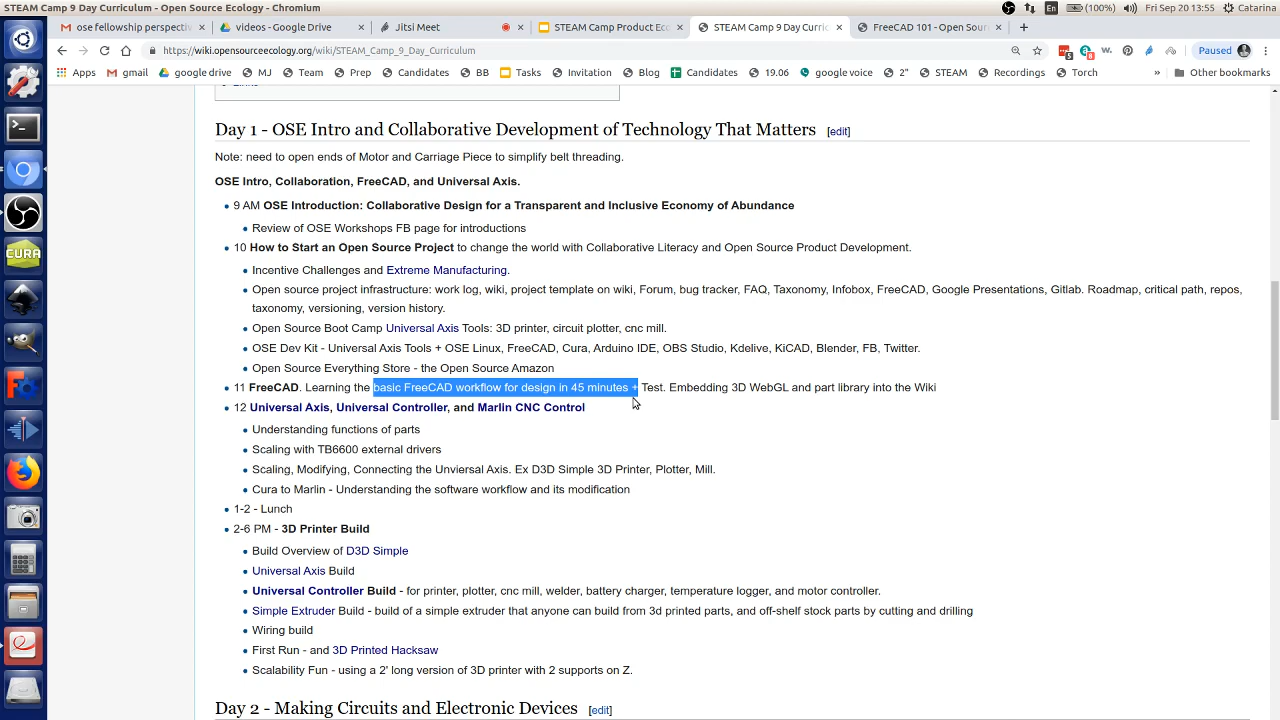 STEAM Camp 9 Day Curriculum - Open Source Ecology - Chromium
En (100%) Fri Sep 20 13:55 Catarina
ose fellowship perspectiv videos - Google Drive Jitsi Meet STEAM Camp Product Eco STEAM Camp 9 Day Curric FreeCAD 101 - Open Sour
https://wiki.opensourceecology.org/wiki/STEAM_Camp_9_Day_Curriculum Paused
Apps gmail google drive MJ Team Prep Candidates BB Tasks Invitation Blog Candidates 19.06 google voice 2" STEAM Recordings Torch » Other bookmarks
Day 1 - OSE Intro and Collaborative Development of Technology That Matters [edit]
Note: need to open ends of Motor and Carriage Piece to simplify belt threading.
OSE Intro, Collaboration, FreeCAD, and Universal Axis.
9 AM OSE Introduction: Collaborative Design for a Transparent and Inclusive Economy of Abundance
Review of OSE Workshops FB page for introductions
10 How to Start an Open Source Project to change the world with Collaborative Literacy and Open Source Product Development.
Incentive Challenges and Extreme Manufacturing.
Open source project infrastructure: work log, wiki, project template on wiki, Forum, bug tracker, FAQ, Taxonomy, Infobox, FreeCAD, Google Presentations, Gitlab. Roadmap, critical path, repos,
taxonomy, versioning, version history.
Open Source Boot Camp Universal Axis Tools: 3D printer, circuit plotter, cnc mill.
OSE Dev Kit - Universal Axis Tools + OSE Linux, FreeCAD, Cura, Arduino IDE, OBS Studio, Kdelive, KiCAD, Blender, FB, Twitter.
Open Source Everything Store - the Open Source Amazon
11 FreeCAD. Learning the basic FreeCAD workflow for design in 45 minutes + Test. Embedding 3D WebGL and part library into the Wiki
12 Universal Axis, Universal Controller, and Marlin CNC Control
Understanding functions of parts
Scaling with TB6600 external drivers
Scaling, Modifying, Connecting the Unviersal Axis. Ex D3D Simple 3D Printer, Plotter, Mill.
Cura to Marlin - Understanding the software workflow and its modification
1-2 - Lunch
2-6 PM - 3D Printer Build
Build Overview of D3D Simple
Universal Axis Build
Universal Controller Build - for printer, plotter, cnc mill, welder, battery charger, temperature logger, and motor controller.
Simple Extruder Build - build of a simple extruder that anyone can build from 3d printed parts, and off-shelf stock parts by cutting and drilling
Wiring build
First Run - and 3D Printed Hacksaw
Scalability Fun - using a 2' long version of 3D printer with 2 supports on Z.
Day 2 - Making Circuits and Electronic Devices [edit]